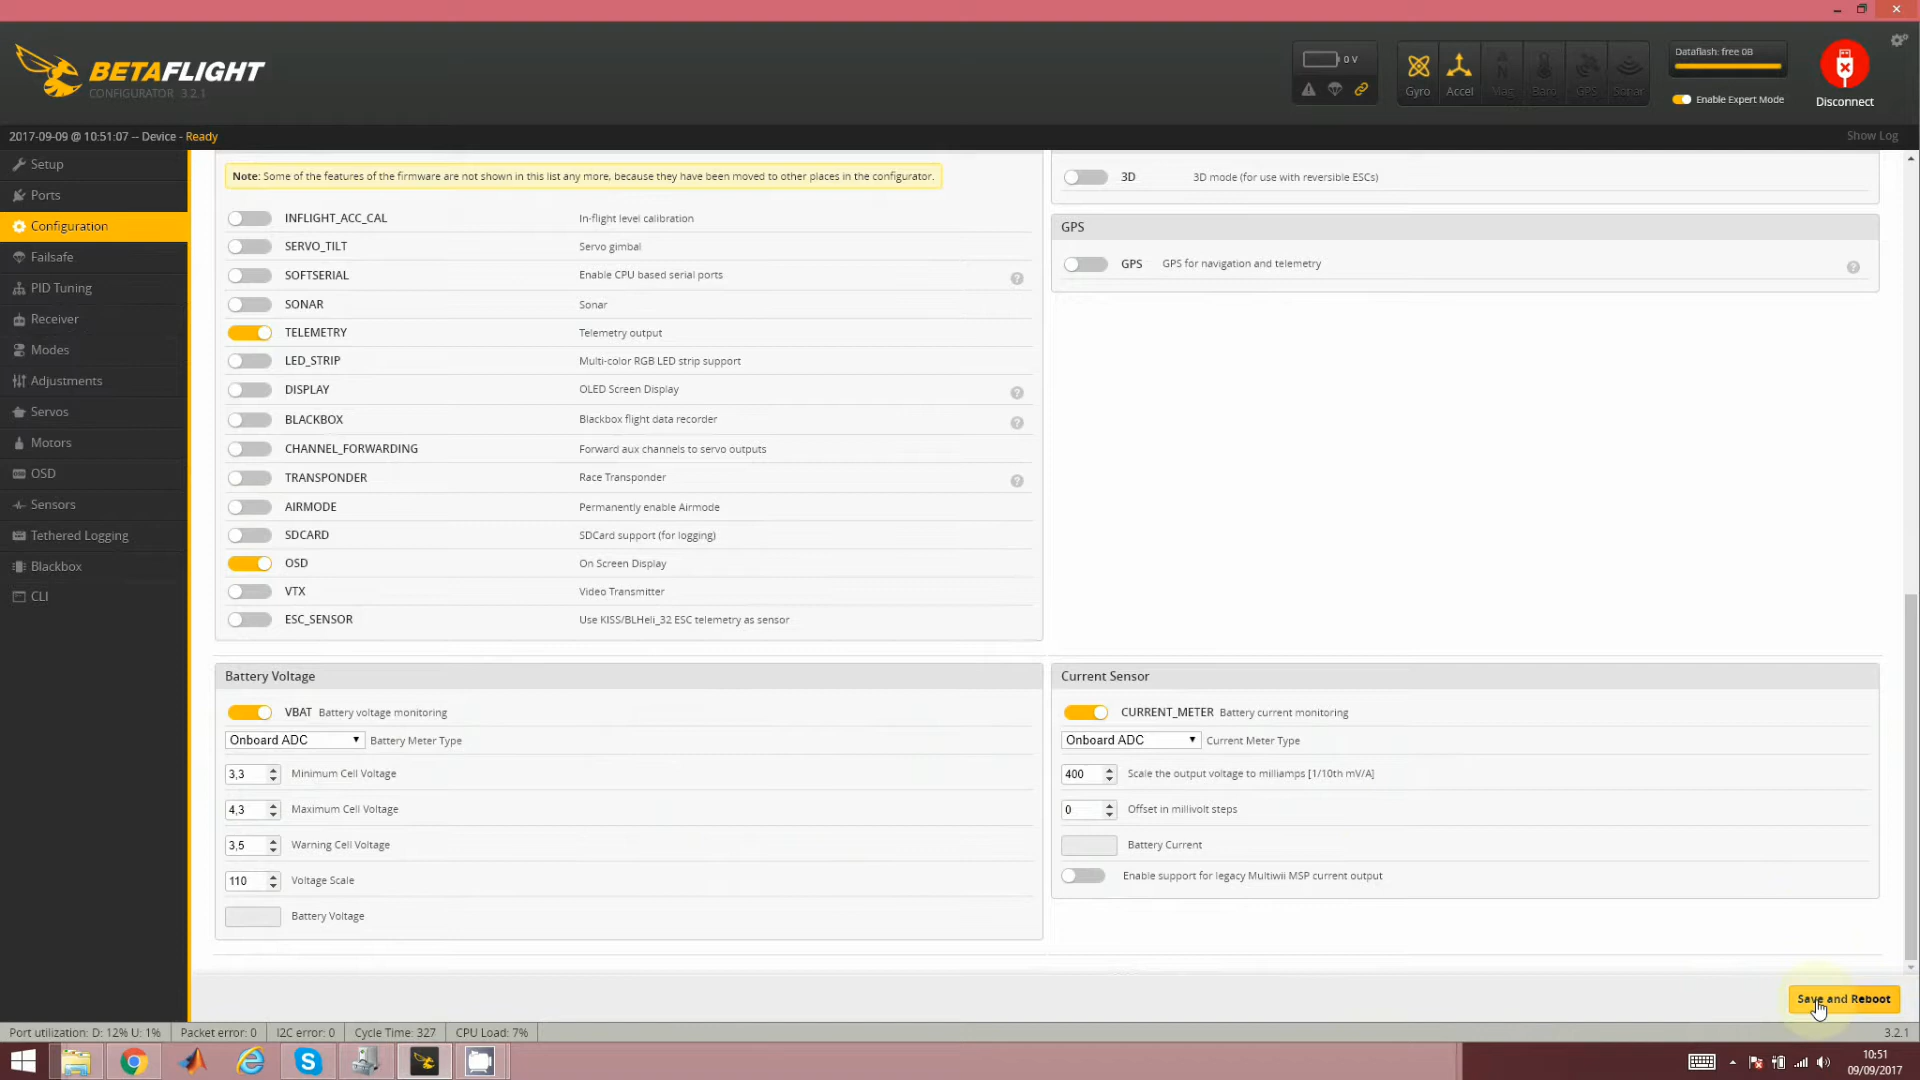 BETAFLIGHT
CONFIGURATOR 3.2.1
0 V
Gyro
Accel
Mag
Baro
GPS
Sonar
Dataflash: free 0B
Enable Expert Mode
Disconnect
2017-09-09 @ 10:51:07 -- Device - Ready
Show Log
Setup
Ports
Configuration
Failsafe
PID Tuning
Receiver
Modes
Adjustments
Servos
Motors
OSD
Sensors
Tethered Logging
Blackbox
CLI
Note: Some of the features of the firmware are not shown in this list any more, because they have been moved to other places in the configurator.
INFLIGHT_ACC_CAL In-flight level calibration
SERVO_TILT Servo gimbal
SOFTSERIAL Enable CPU based serial ports ?
SONAR Sonar
TELEMETRY Telemetry output
LED_STRIP Multi-color RGB LED strip support
DISPLAY OLED Screen Display ?
BLACKBOX Blackbox flight data recorder ?
CHANNEL_FORWARDING Forward aux channels to servo outputs
TRANSPONDER Race Transponder ?
AIRMODE Permanently enable Airmode
SDCARD SDCard support (for logging)
OSD On Screen Display
VTX Video Transmitter
ESC_SENSOR Use KISS/BLHeli_32 ESC telemetry as sensor
3D 3D mode (for use with reversible ESCs)
GPS
GPS GPS for navigation and telemetry ?
Battery Voltage
VBAT Battery voltage monitoring
Onboard ADC Battery Meter Type
3,3 Minimum Cell Voltage
4,3 Maximum Cell Voltage
3,5 Warning Cell Voltage
110 Voltage Scale
Battery Voltage
Current Sensor
CURRENT_METER Battery current monitoring
Onboard ADC Current Meter Type
400 Scale the output voltage to milliamps [1/10th mV/A]
0 Offset in millivolt steps
Battery Current
Enable support for legacy Multiwii MSP current output
Save and Reboot
Port utilization: D: 12% U: 1% Packet error: 0 I2C error: 0 Cycle Time: 327 CPU Load: 7%
3.2.1
10:51
09/09/2017